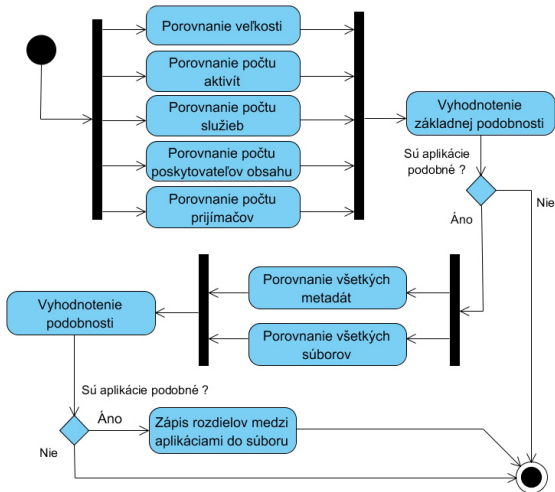 Porovnanie veľkosti
Porovnanie počtu
aktivít
Porovnanie počtu
služieb
Porovnanie počtu
poskytovateľov obsahu
Porovnanie počtu
prijímačov
Vyhodnotenie
základnej podobnosti
Sú aplikácie
podobné ?
Nie
Áno
Porovnanie všetkých
metadát
Porovnanie všetkých
súborov
Vyhodnotenie
podobnosti
Sú aplikácie podobné ?
Áno
Nie
Zápis rozdielov medzi
aplikáciami do súboru